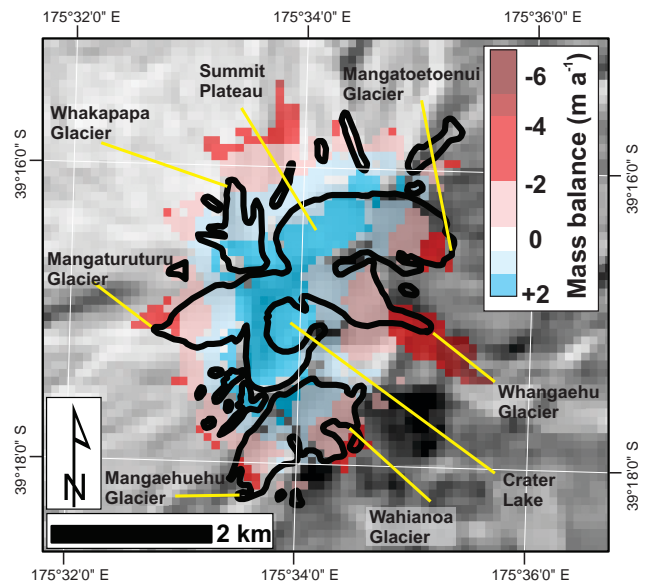 175°32'0" E
175°34'0" E
175°36'0" E
Summit
Plateau
Mangatoetoenui
Glacier
Whakapapa
Glacier
39°16'0" S
39°16'0" S
-6
-4
-2
0
+2
Mass balance (m a⁻¹)
Mangaturuturu
Glacier
Whangaehu
Glacier
39°18'0" S
39°18'0" S
Mangaehuehu
Glacier
Crater
Lake
Wahianoa
Glacier
N
2 km
175°32'0" E
175°34'0" E
175°36'0" E